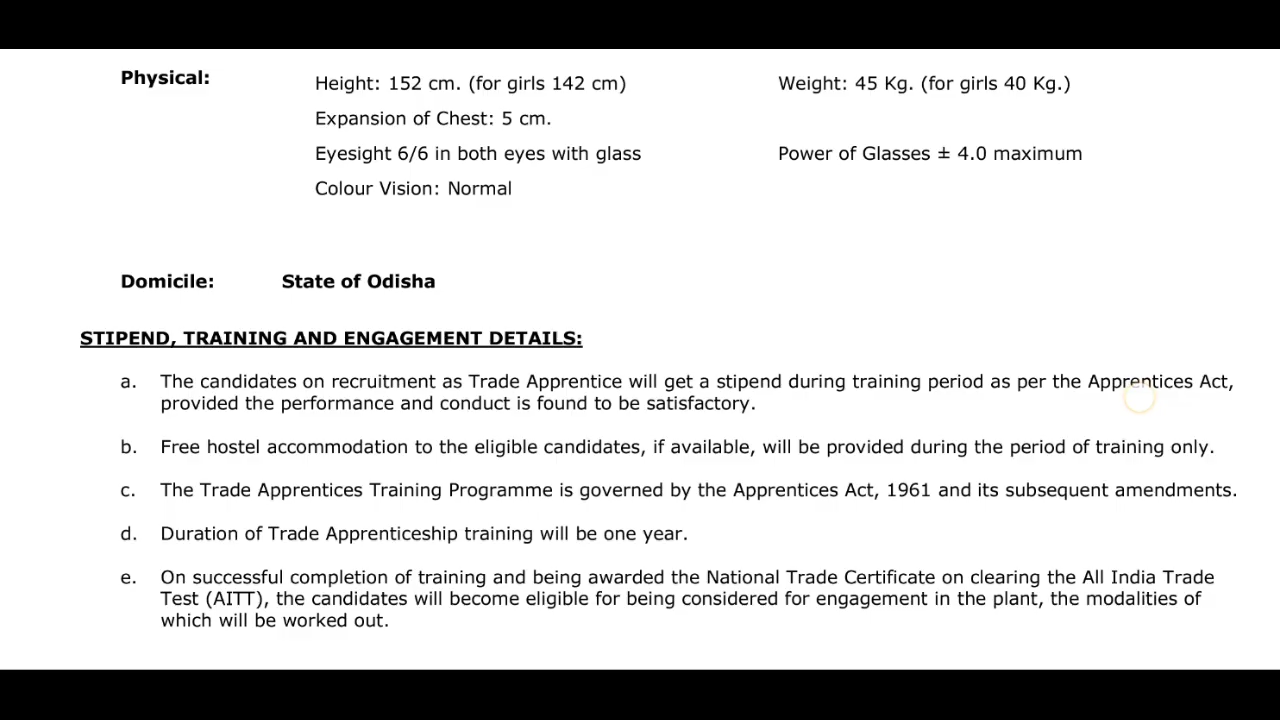 Physical: Height: 152 cm. (for girls 142 cm) Weight: 45 Kg. (for girls 40 Kg.)
Expansion of Chest: 5 cm.
Eyesight 6/6 in both eyes with glass Power of Glasses ± 4.0 maximum
Colour Vision: Normal
Domicile: State of Odisha
STIPEND, TRAINING AND ENGAGEMENT DETAILS:
a. The candidates on recruitment as Trade Apprentice will get a stipend during training period as per the Apprentices Act,
provided the performance and conduct is found to be satisfactory.
b. Free hostel accommodation to the eligible candidates, if available, will be provided during the period of training only.
c. The Trade Apprentices Training Programme is governed by the Apprentices Act, 1961 and its subsequent amendments.
d. Duration of Trade Apprenticeship training will be one year.
e. On successful completion of training and being awarded the National Trade Certificate on clearing the All India Trade
Test (AITT), the candidates will become eligible for being considered for engagement in the plant, the modalities of
which will be worked out.